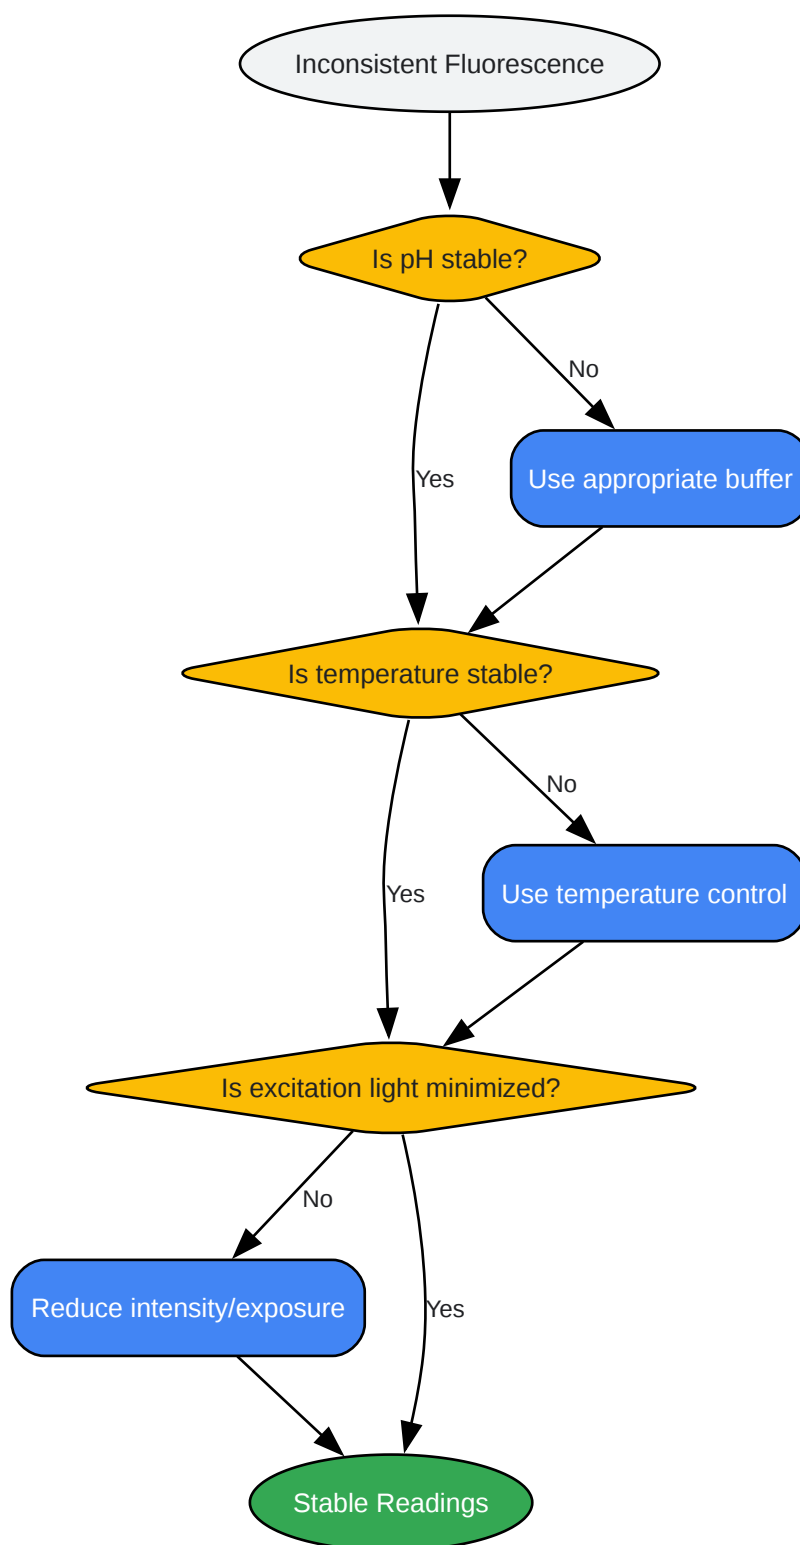 Inconsistent Fluorescence
Is pH stable?
No
Yes
Use appropriate buffer
Is temperature stable?
No
Yes
Use temperature control
Is excitation light minimized?
No
Reduce intensity/exposure
Yes
Stable Readings